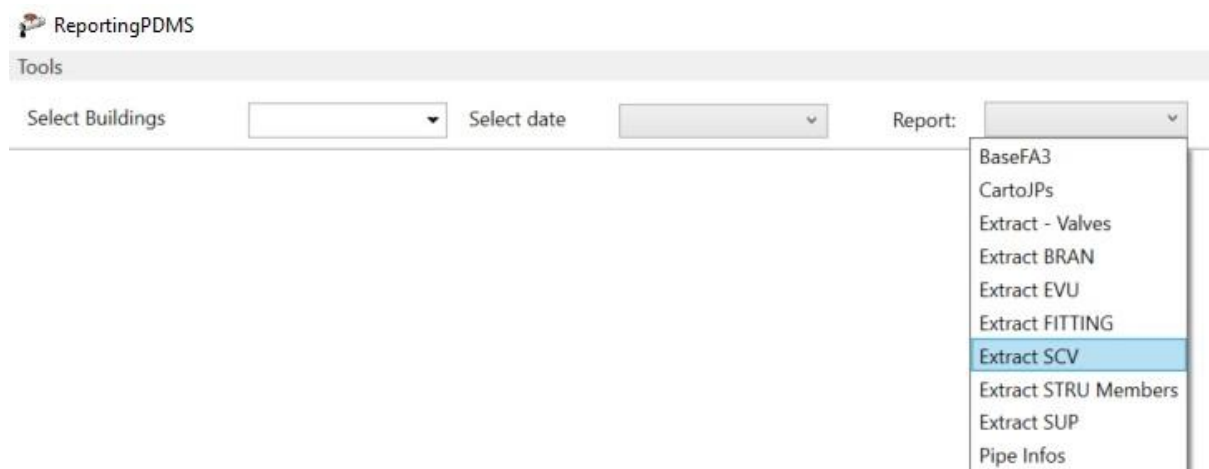 ReportingPDMS
Tools
Select Buildings Select date Report:
BaseFA3
CartoJPs
Extract - Valves
Extract BRAN
Extract EVU
Extract FITTING
Extract SCV
Extract STRU Members
Extract SUP
Pipe Infos